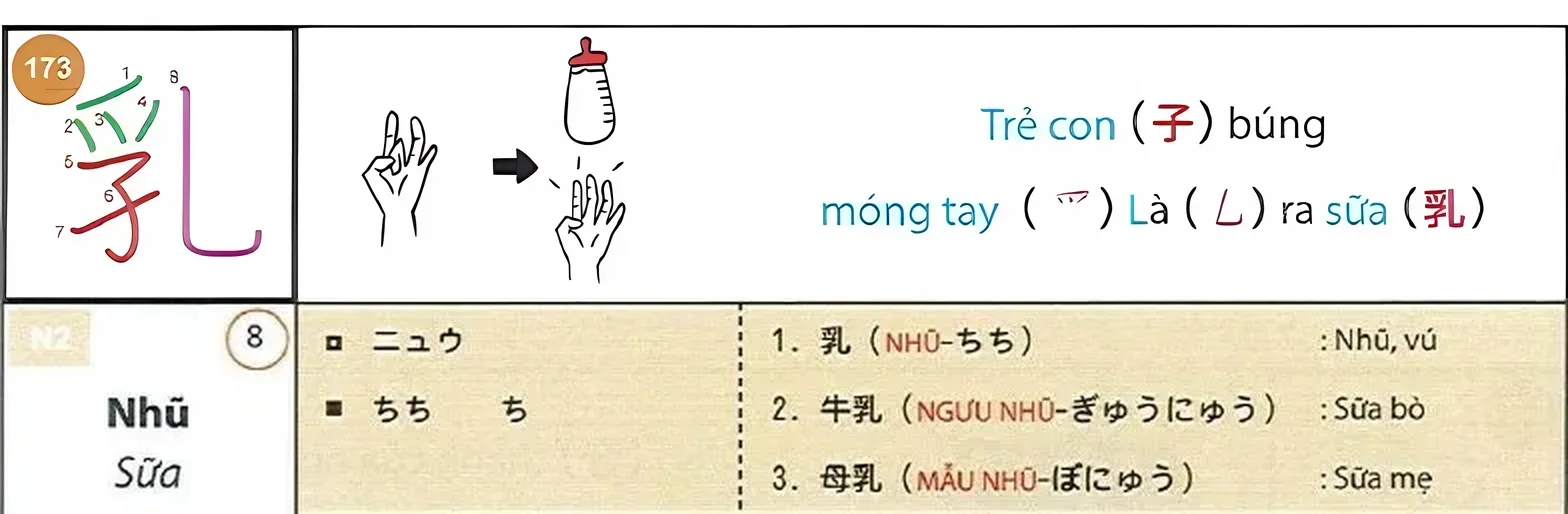 173
1
2
3
4
5
6
7
8
乳
Trẻ con (子) búng
móng tay (爫) Là (乚) ra sữa (乳)
N2
8
Nhũ
Sữa
ニュウ
ちち ち
1. 乳 (NHŨ-ちち) : Nhũ, vú
2. 牛乳 (NGƯU NHŨ-ぎゅうにゅう) : Sữa bò
3. 母乳 (MẪU NHŨ-ぼにゅう) : Sữa mẹ